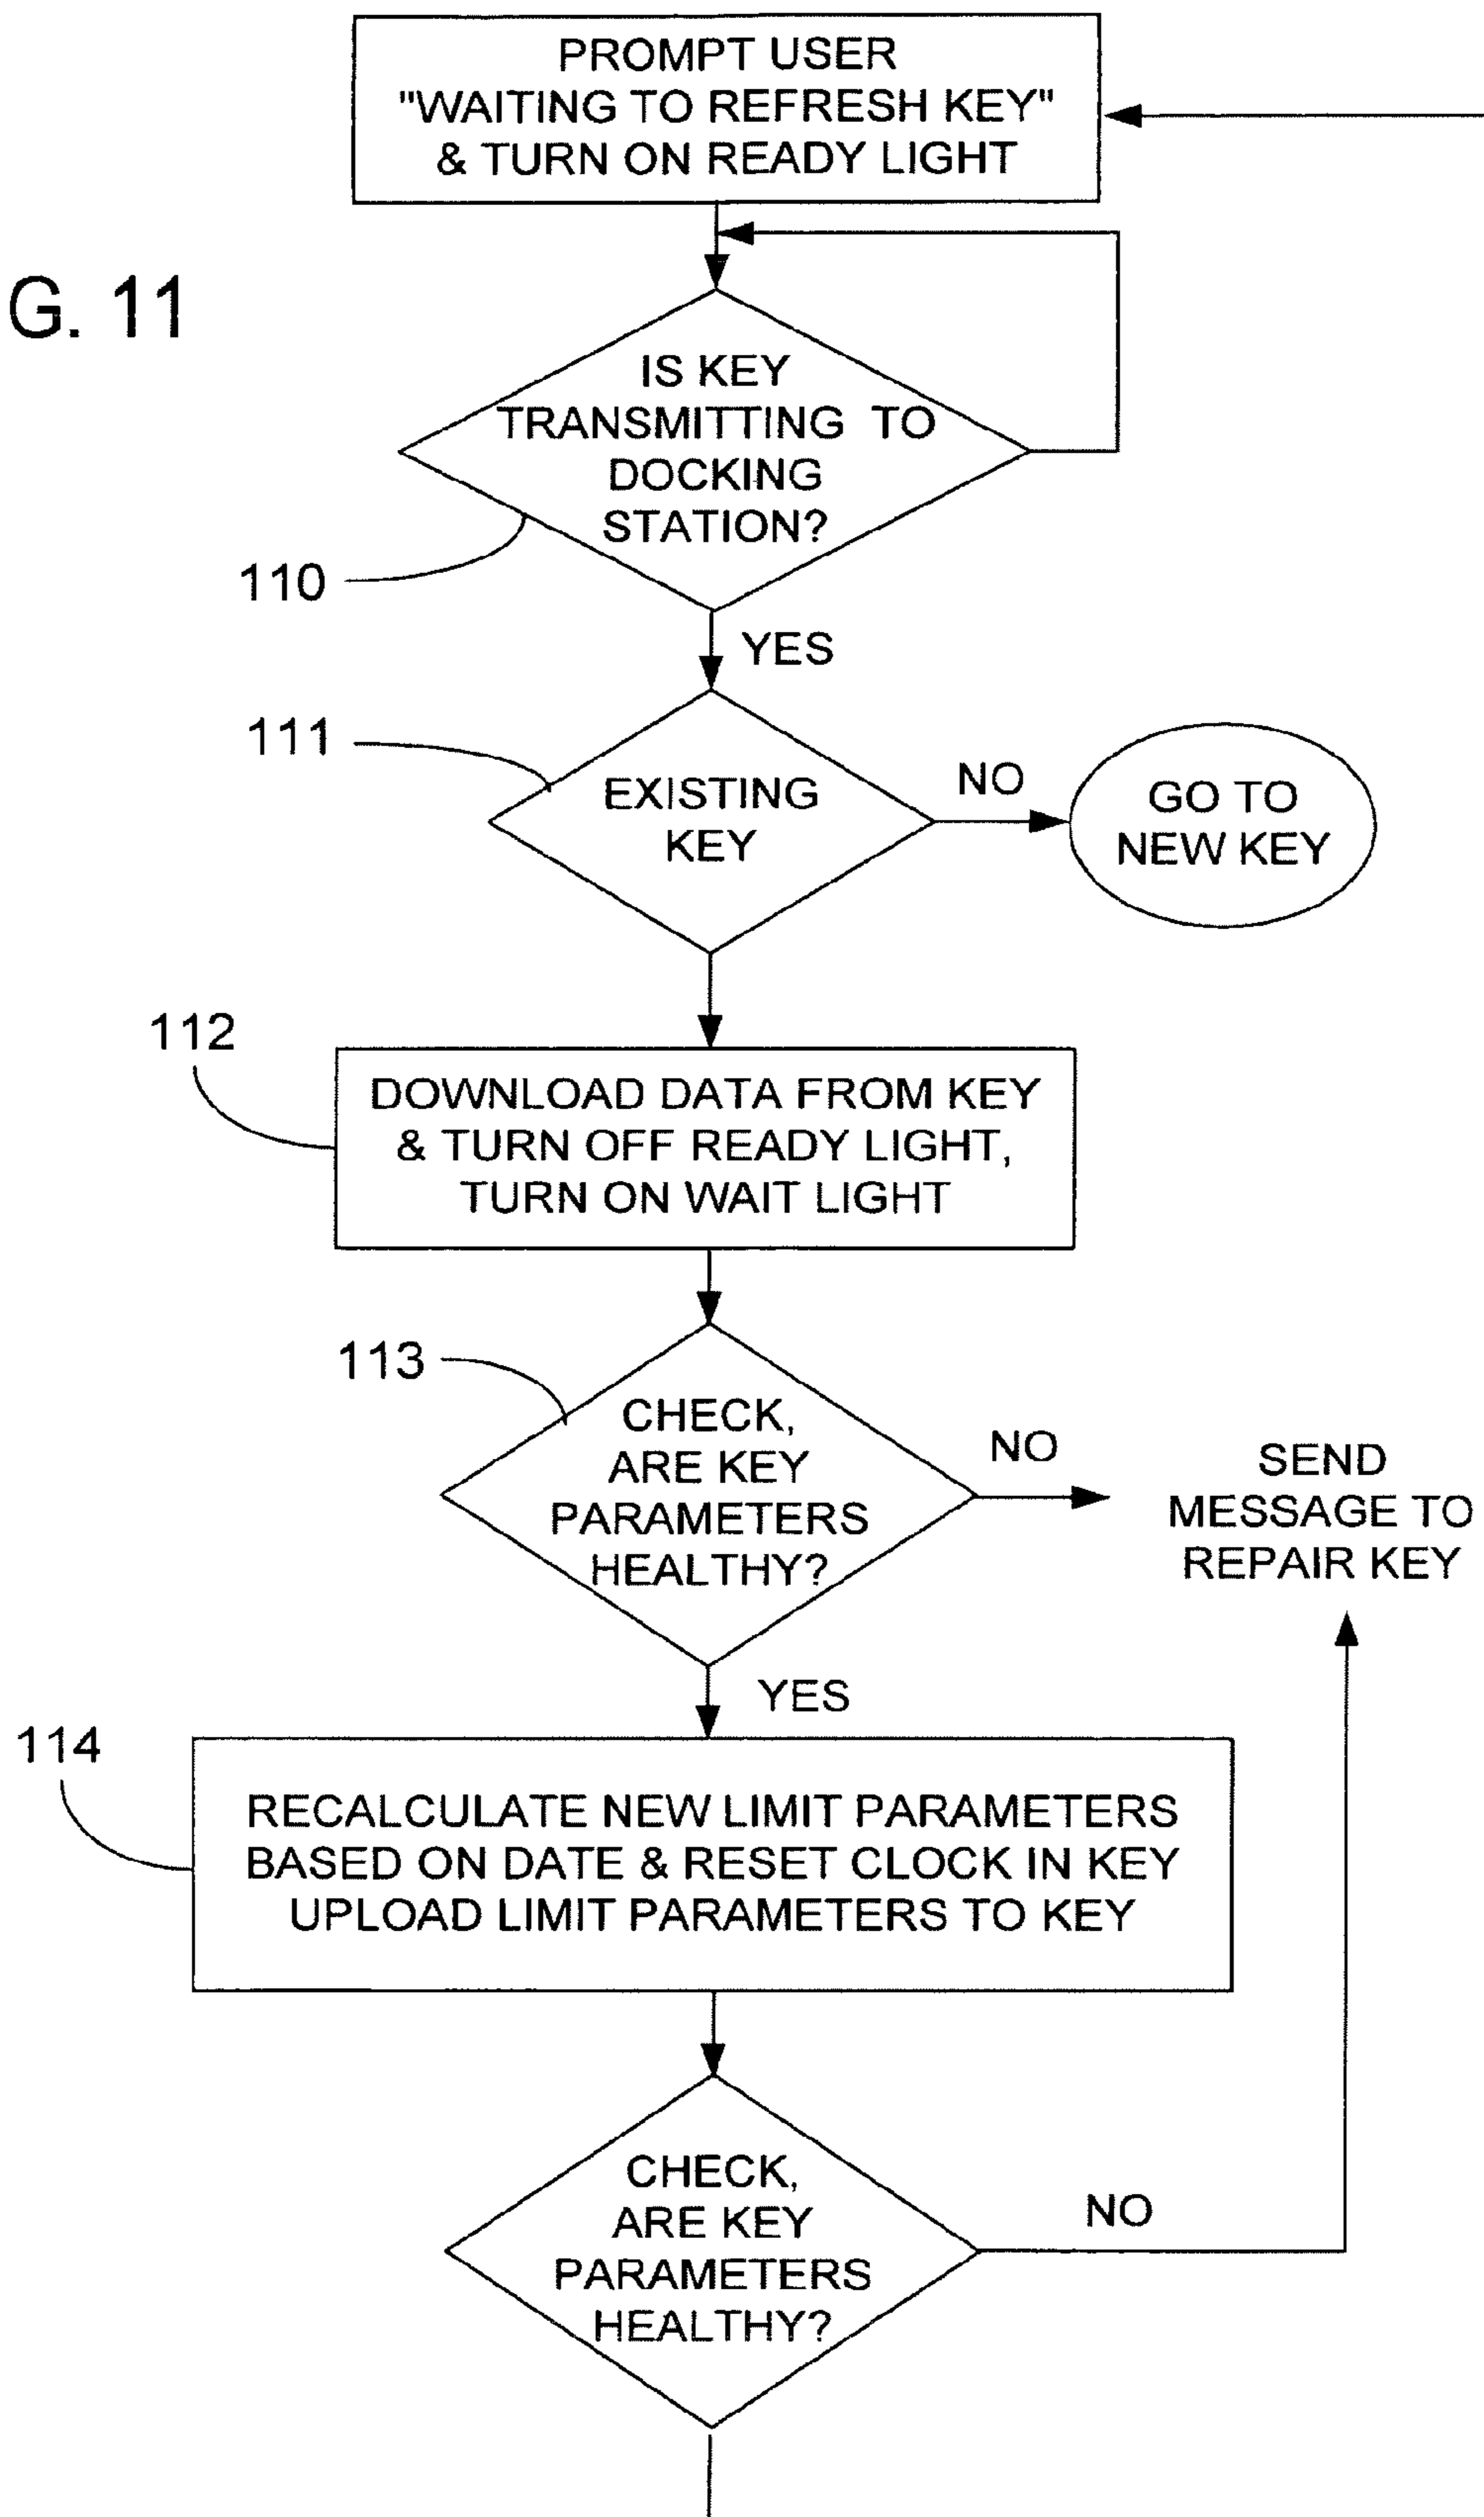 PROMPT USER
"WAITING TO REFRESH KEY"
& TURN ON READY LIGHT
G. 11
IS KEY
TRANSMITTING TO
DOCKING
STATION?
110
YES
111
EXISTING
KEY
NO
GO TO
NEW KEY
112
DOWNLOAD DATA FROM KEY
& TURN OFF READY LIGHT,
TURN ON WAIT LIGHT
113
CHECK,
ARE KEY
PARAMETERS
HEALTHY?
NO
SEND
MESSAGE TO
REPAIR KEY
YES
114
RECALCULATE NEW LIMIT PARAMETERS
BASED ON DATE & RESET CLOCK IN KEY
UPLOAD LIMIT PARAMETERS TO KEY
CHECK,
ARE KEY
PARAMETERS
HEALTHY?
NO